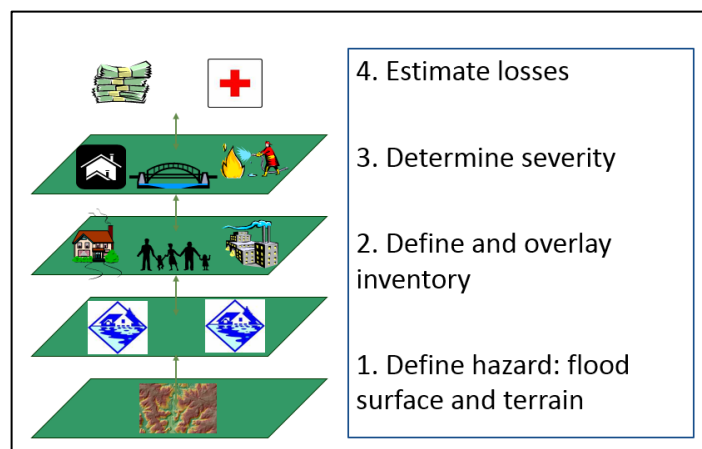 4. Estimate losses
3. Determine severity
2. Define and overlay
inventory
1. Define hazard: flood
surface and terrain